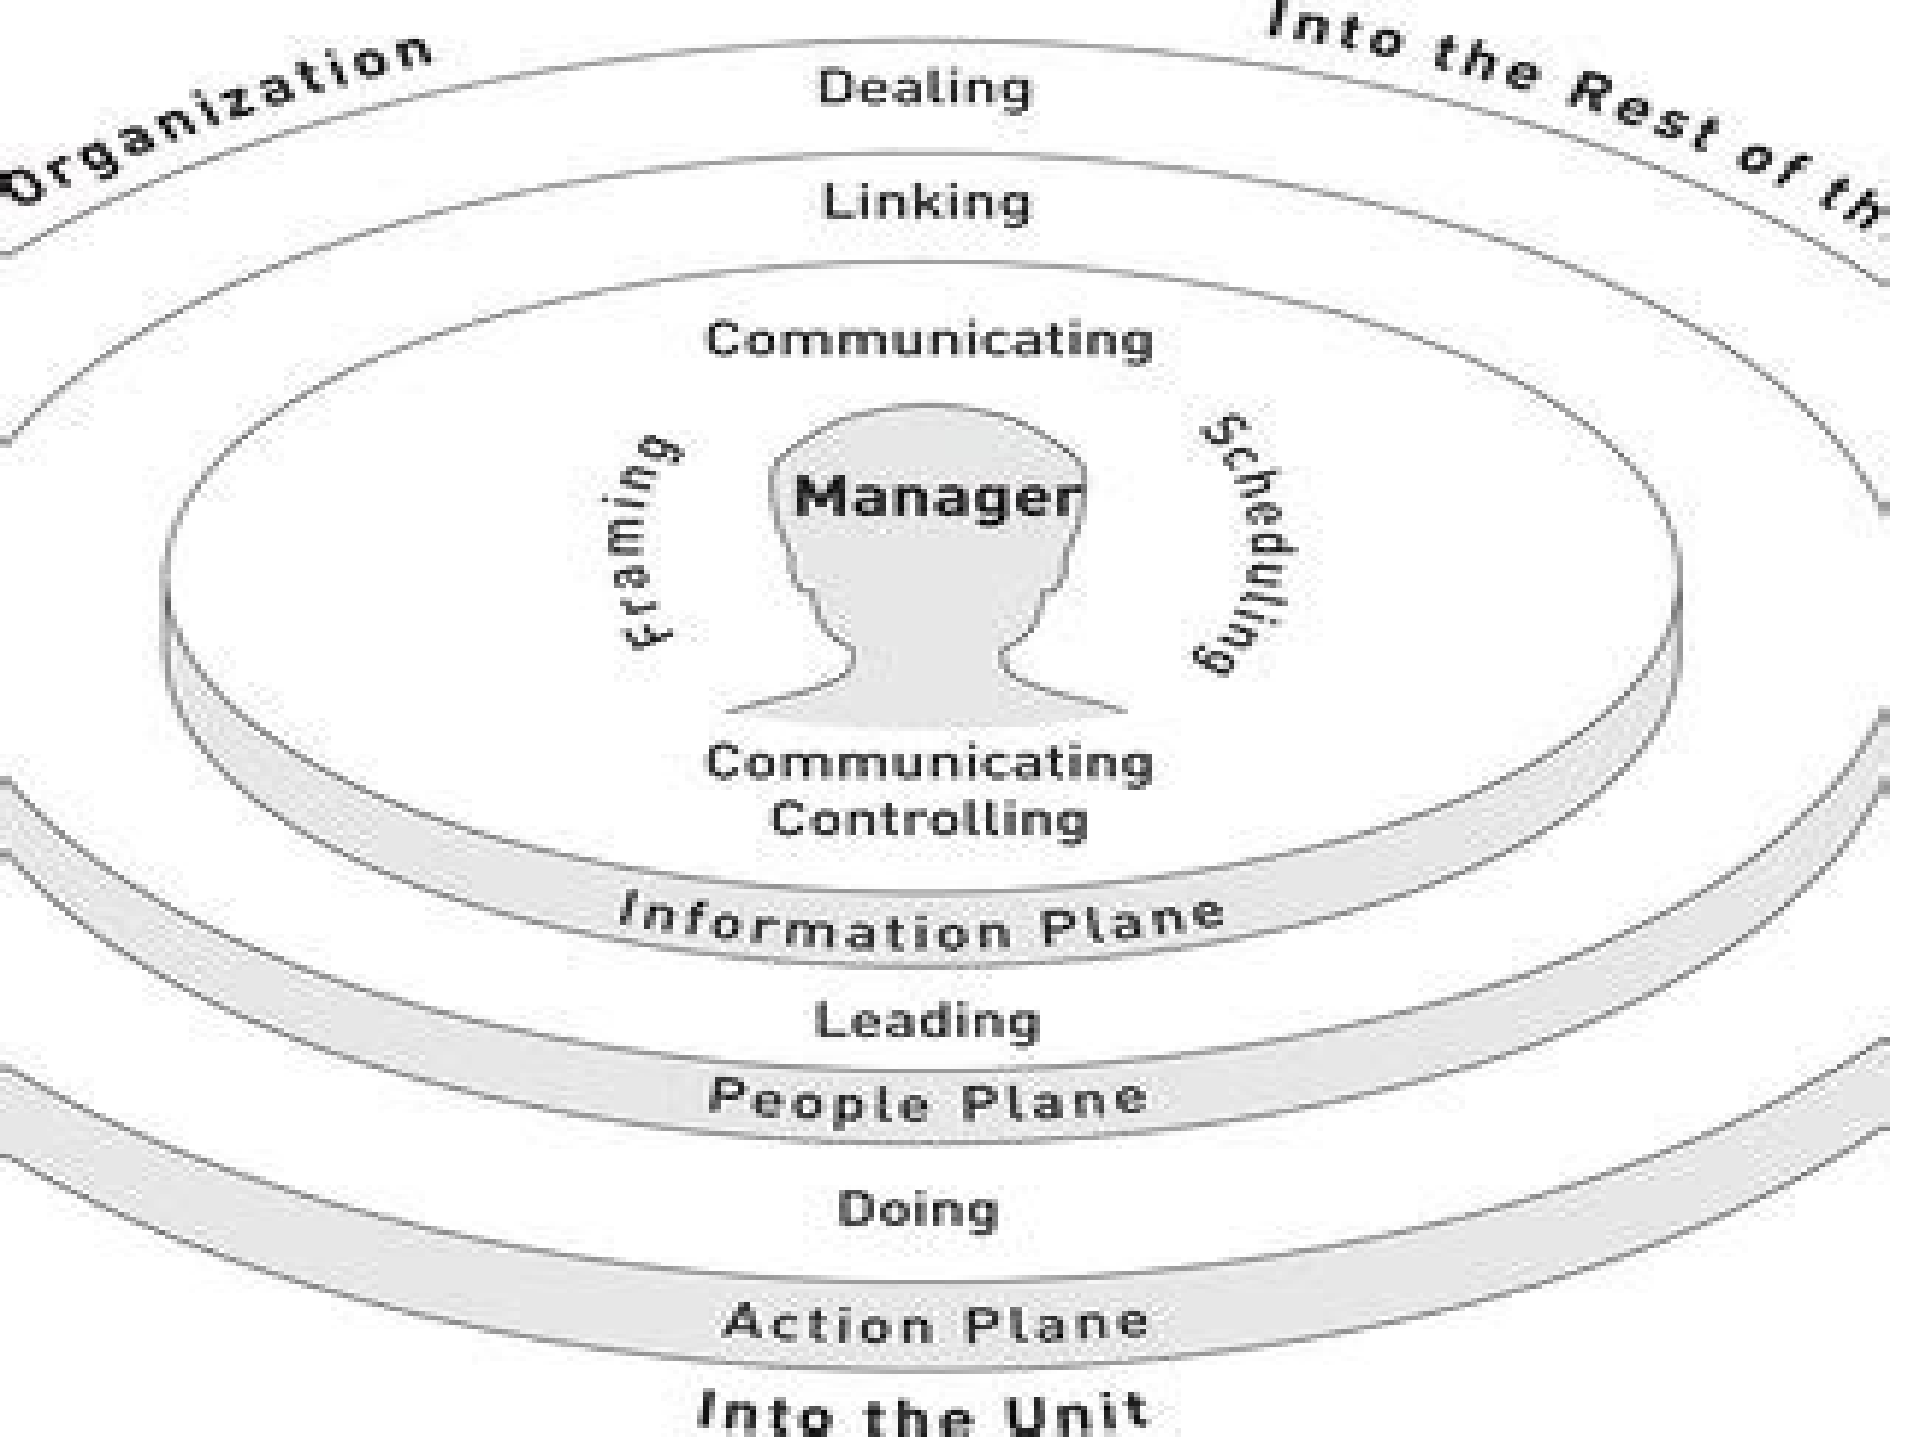 Organization
Into the Rest of th
Dealing
Linking
Communicating
Framing
Manager
Scheduling
Communicating
Controlling
Information Plane
Leading
People Plane
Doing
Action Plane
Into the Unit